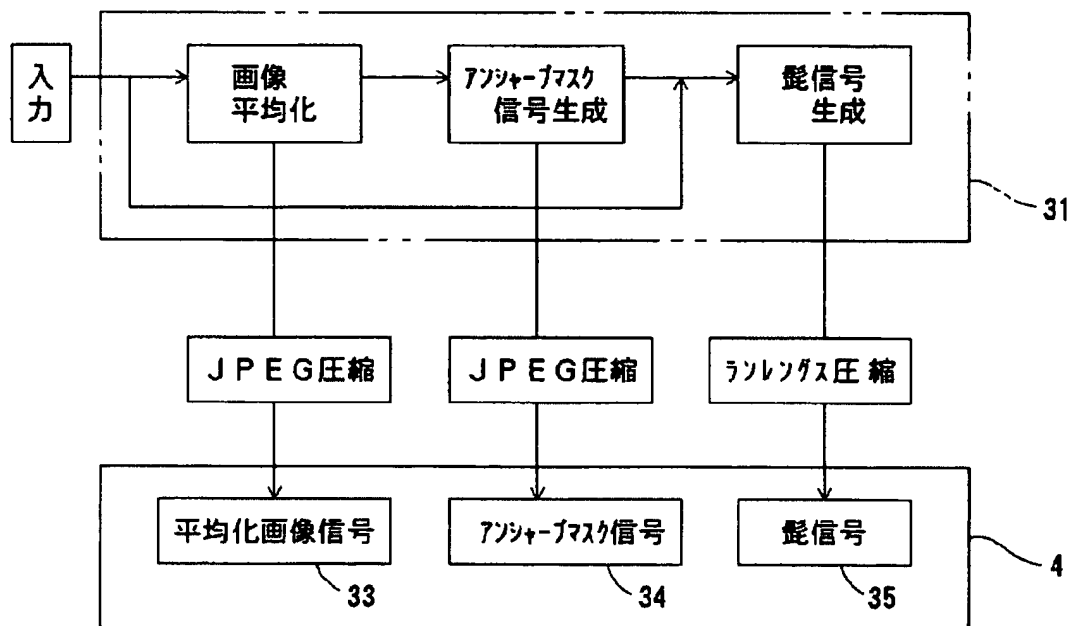 入力
画像
平均化
ｱﾝｼｬｰﾌﾟﾏｽｸ
信号生成
髭信号
生成
31
ＪＰＥＧ圧縮
ＪＰＥＧ圧縮
ﾗﾝﾚﾝｸﾞｽ圧縮
平均化画像信号
ｱﾝｼｬｰﾌﾟﾏｽｸ信号
髭信号
33
34
35
4